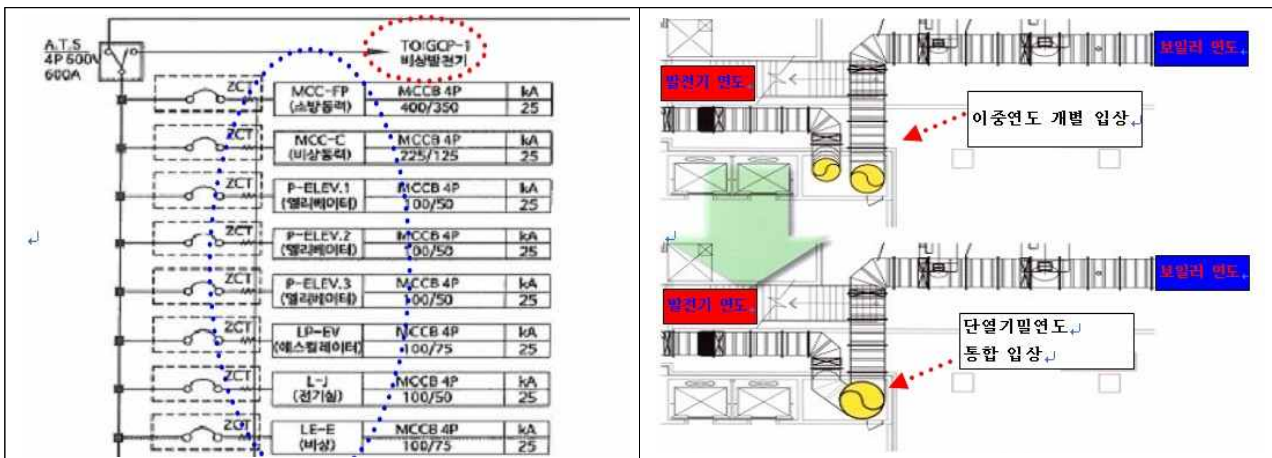 A.T.S
4P 600V
600A
TO:GCP-1
비상발전기
ZCT
MCC-FP
(소방동력)
MCCB 4P
400/350
kA
25
ZCT
MCC-C
(비상동력)
MCCB 4P
225/125
kA
25
ZCT
P-ELEV.1
(엘리베이터)
MCCB 4P
100/50
kA
25
ZCT
P-ELEV.2
(엘리베이터)
MCCB 4P
100/50
kA
25
ZCT
P-ELEV.3
(엘리베이터)
MCCB 4P
100/50
kA
25
ZCT
LP-EV
(에스컬레이터)
MCCB 4P
100/75
kA
25
ZCT
L-J
(전기실)
MCCB 4P
100/50
kA
25
ZCT
LE-E
(비상)
MCCB 4P
100/75
kA
25
보일러 연도
발전기 연도
이중연도 개별 입상
보일러 연도
발전기 연도
단열기밀연도
통합 입상